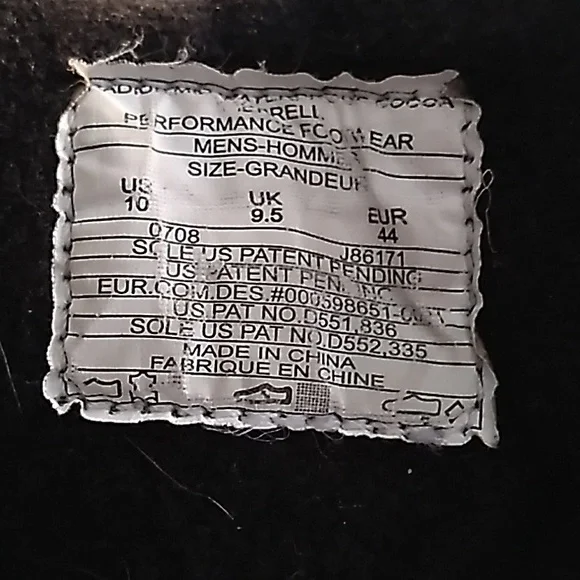 COCOA
MERRELL
PERFORMANCE FOOTWEAR
MENS-HOMMES
SIZE-GRANDEUR
US UK EUR
10 9.5 44
0708 J86171
SOLE US PATENT PENDING
US PATENT PENDING
EUR.COM.DES.#000598651-
US PAT NO.D551,836
SOLE US PAT NO.D552,335
MADE IN CHINA
FABRIQUE EN CHINE